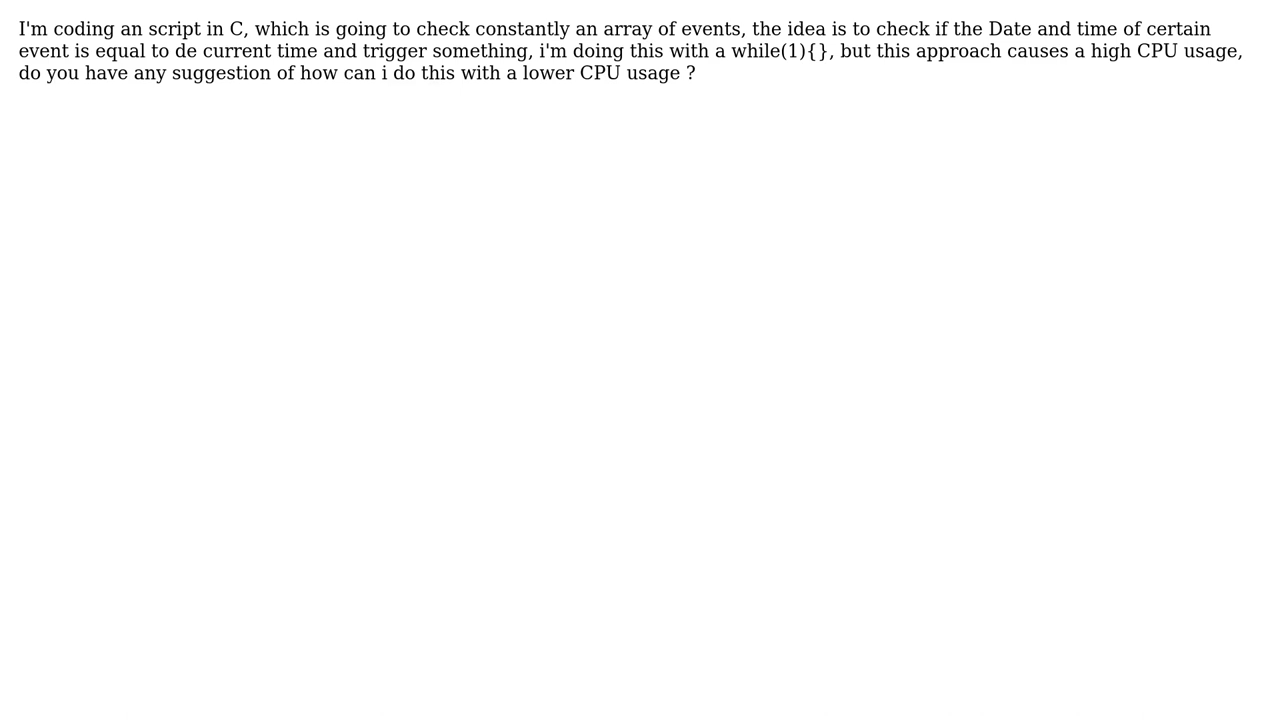 I'm coding an script in C, which is going to check constantly an array of events, the idea is to check if the Date and time of certain
event is equal to de current time and trigger something, i'm doing this with a while(1){}, but this approach causes a high CPU usage,
do you have any suggestion of how can i do this with a lower CPU usage ?